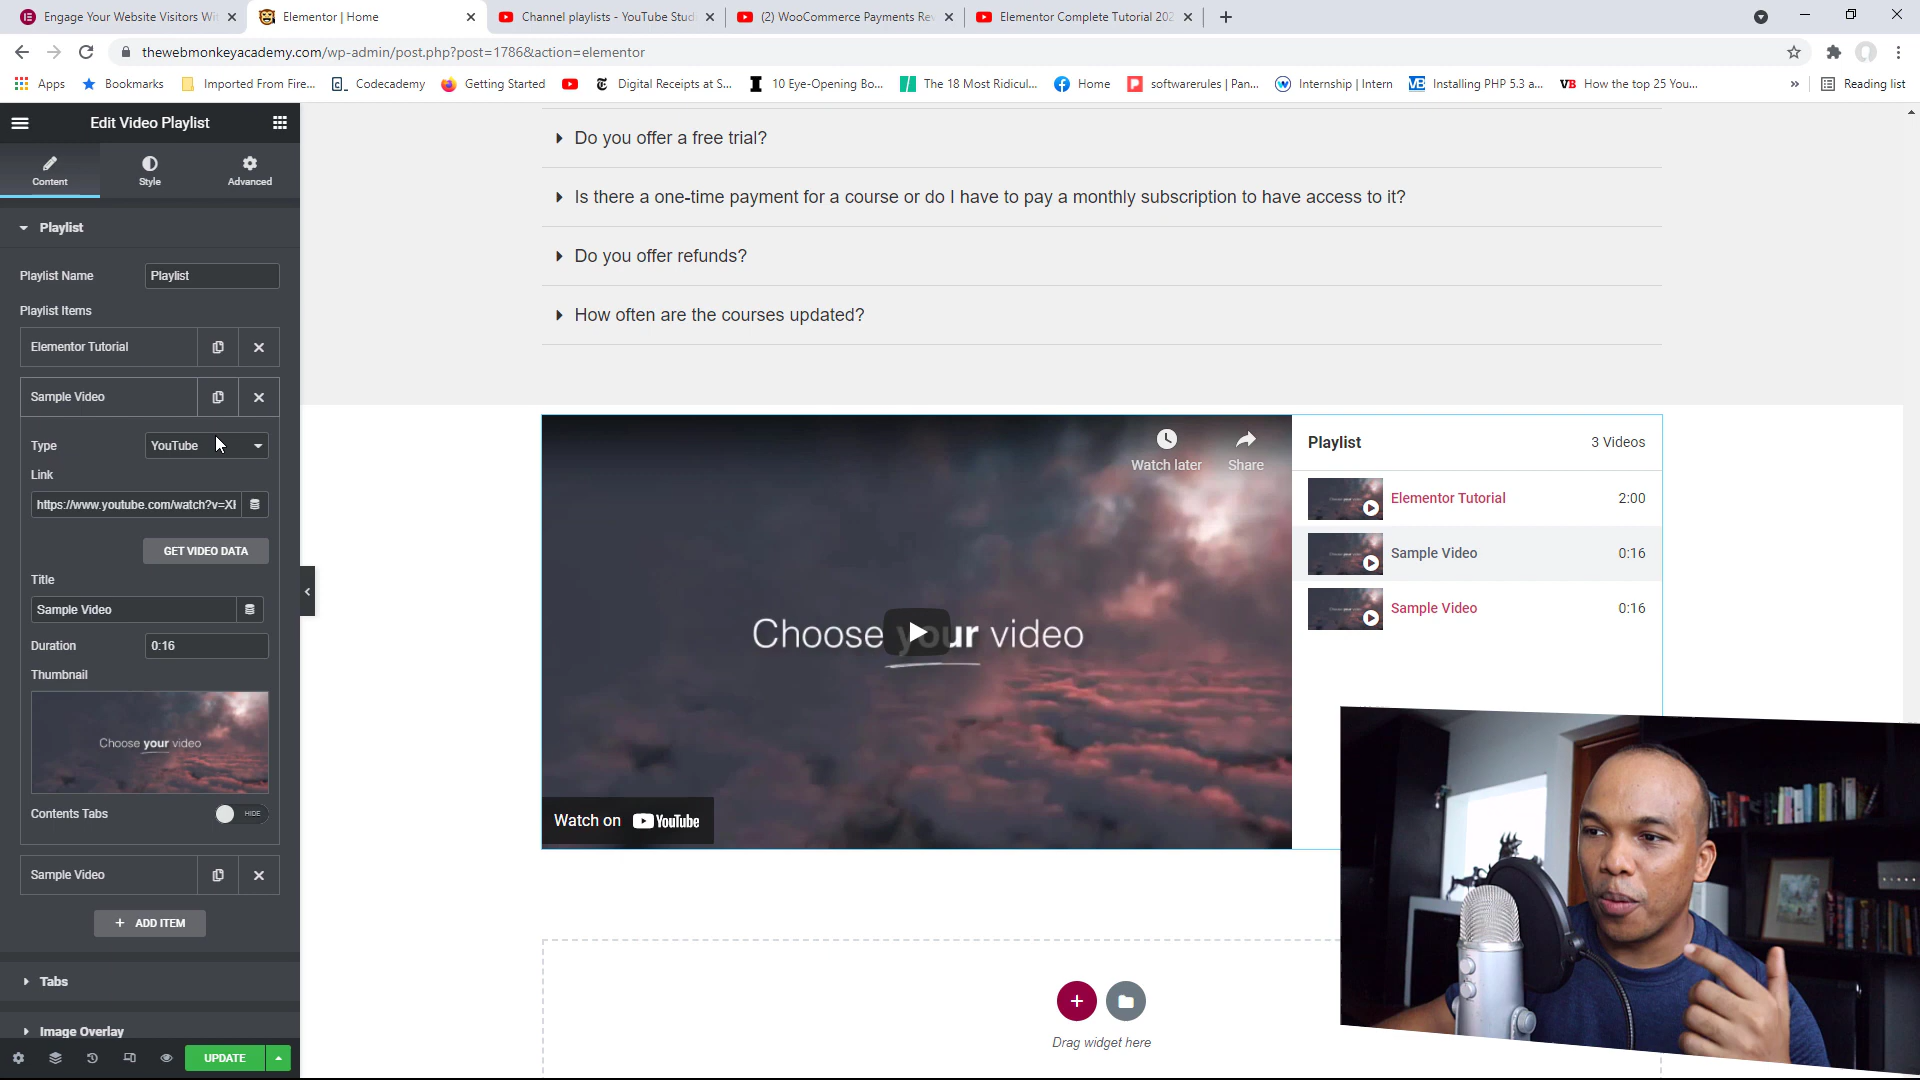 Engage Your Website Visitors Wi
Elementor | Home
Channel playlists - YouTube Studi
(2) WooCommerce Payments Rev
Elementor Complete Tutorial 202
thewebmonkeyacademy.com/wp-admin/post.php?post=1786&action=elementor
Apps
Bookmarks
Imported From Fire...
Codecademy
Getting Started
Digital Receipts at S...
10 Eye-Opening Bo...
The 18 Most Ridicul...
Home
softwarerules | Pan...
Internship | Intern
Installing PHP 5.3 a...
VB How the top 25 You...
Reading list
Edit Video Playlist
Content
Style
Advanced
Playlist
Playlist Name
Playlist
Playlist Items
Elementor Tutorial
Sample Video
Type
YouTube
Link
https://www.youtube.com/watch?v=XI
GET VIDEO DATA
Title
Sample Video
Duration
0:16
Thumbnail
Choose your video
Contents Tabs
HIDE
Sample Video
+ ADD ITEM
Tabs
Image Overlay
UPDATE
Do you offer a free trial?
Is there a one-time payment for a course or do I have to pay a monthly subscription to have access to it?
Do you offer refunds?
How often are the courses updated?
Watch later
Share
Choose your video
Watch on YouTube
Playlist
3 Videos
Elementor Tutorial
2:00
Sample Video
0:16
Sample Video
0:16
Drag widget here